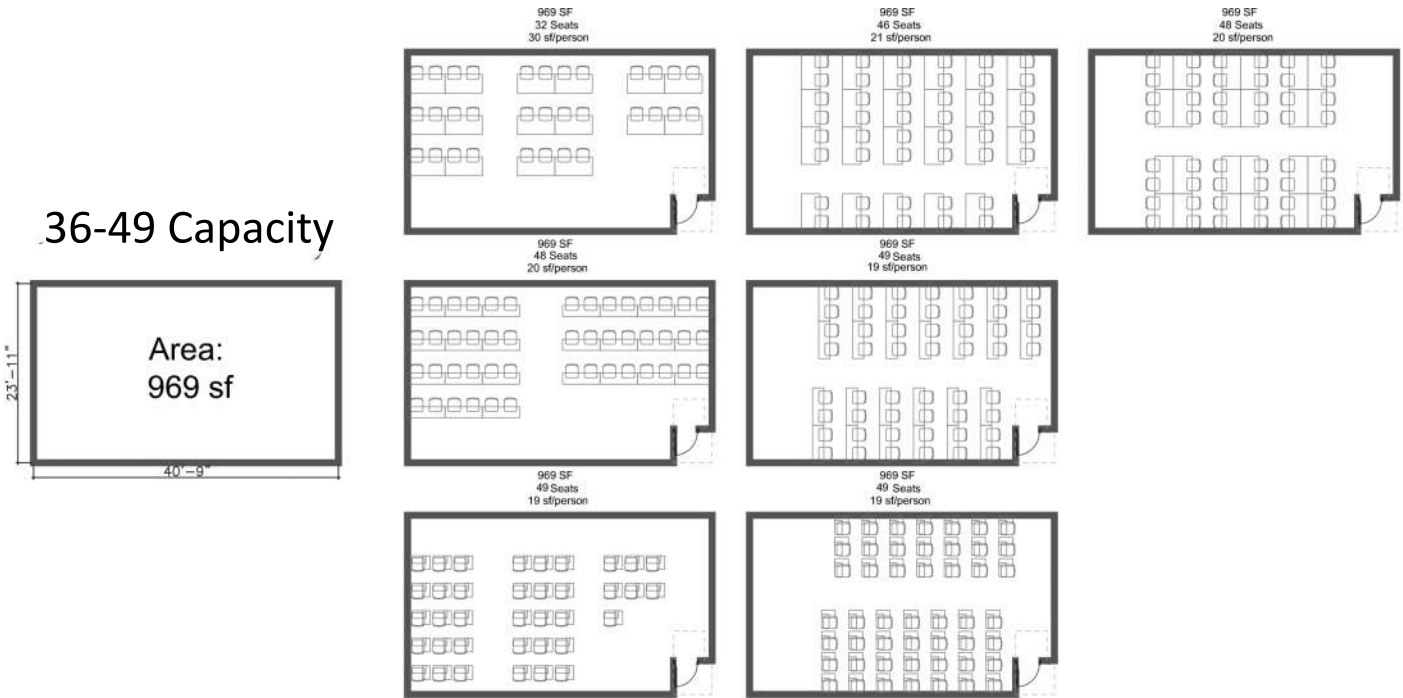 969 SF
32 Seats
30 sf/person
969 SF
46 Seats
21 sf/person
969 SF
48 Seats
20 sf/person
36-49 Capacity
969 SF
48 Seats
20 sf/person
969 SF
49 Seats
19 sf/person
Area:
969 sf
23'-11"
40'-9"
969 SF
49 Seats
19 sf/person
969 SF
49 Seats
19 sf/person